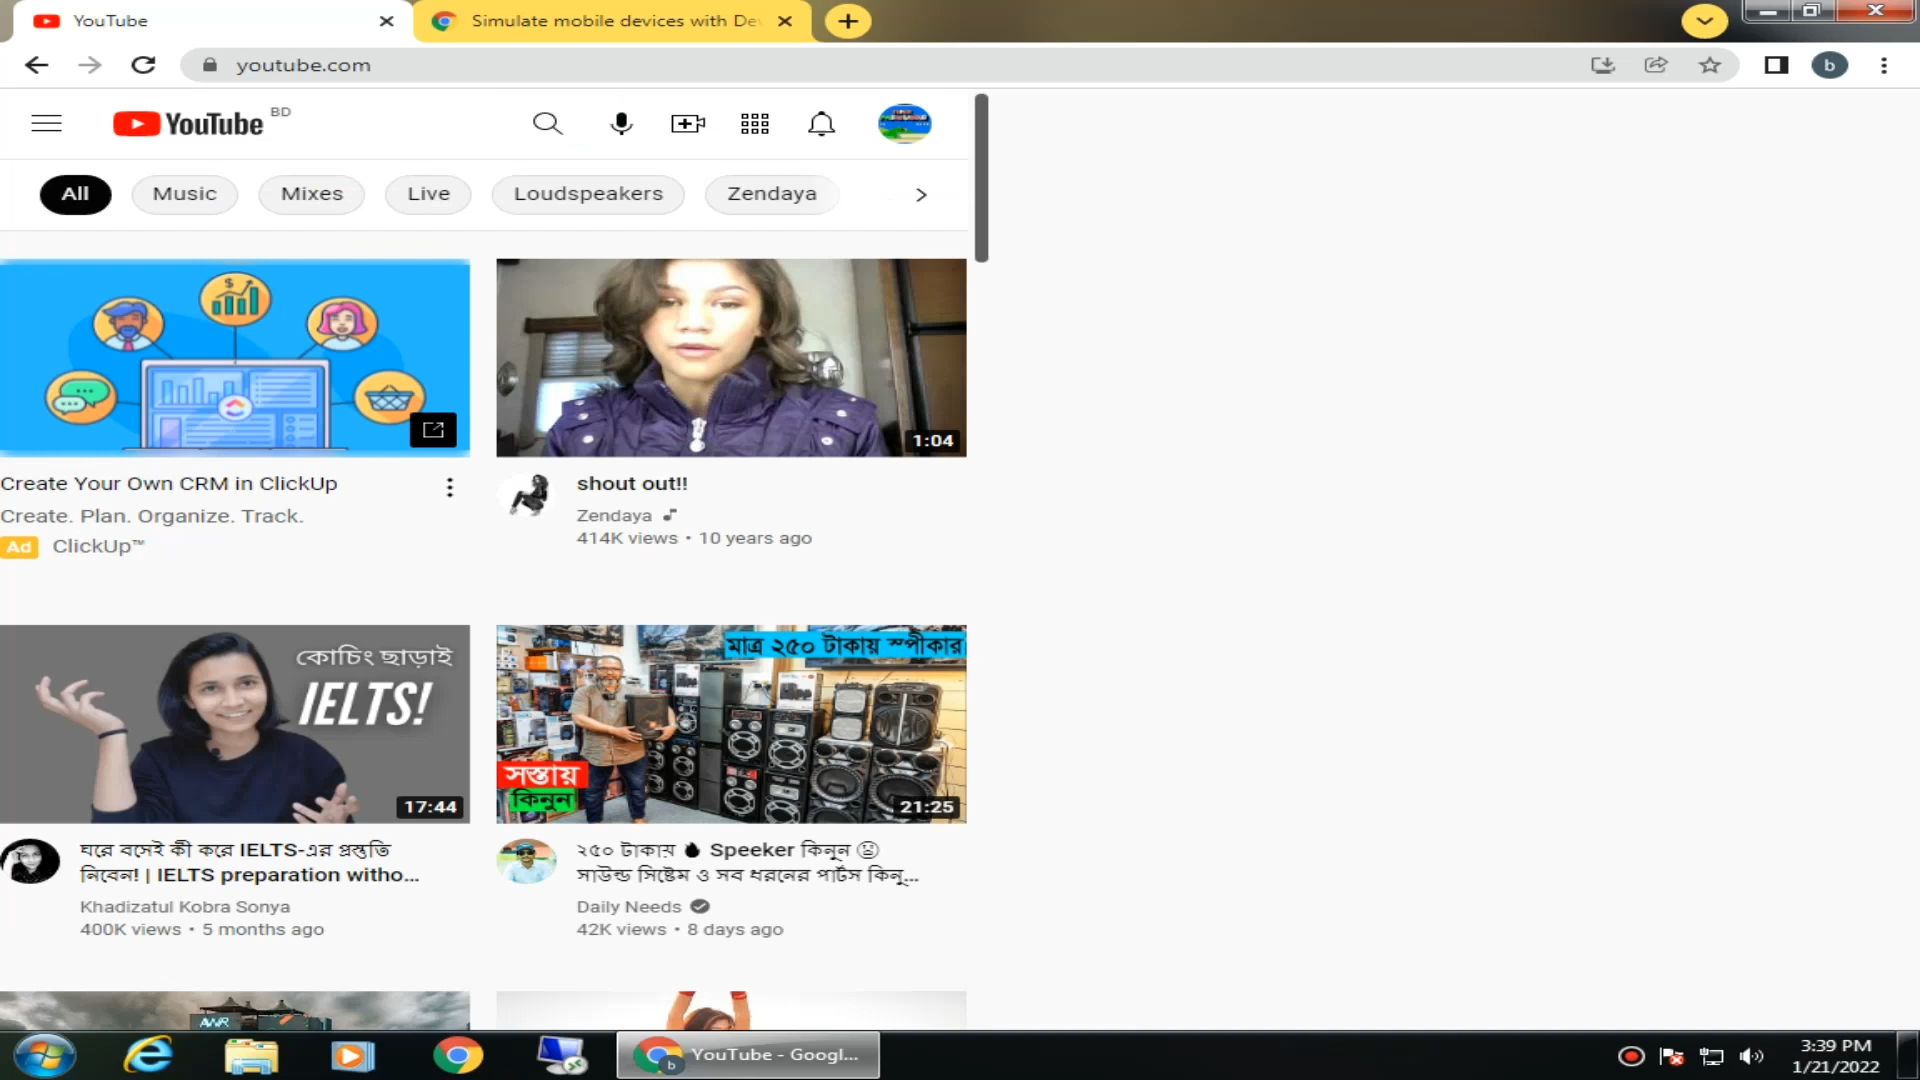 YouTube
Simulate mobile devices with De
youtube.com
YouTube BD
All
Music
Mixes
Live
Loudspeakers
Zendaya
1:04
Create Your Own CRM in ClickUp
Create. Plan. Organize. Track.
Ad ClickUp™
shout out!!
Zendaya
414K views • 10 years ago
কোচিং ছাড়াই
IELTS!
17:44
মাত্র ২৫০ টাকায় স্পীকার
সস্তায়
কিনুন
21:25
ঘরে বসেই কী করে IELTS-এর প্রস্তুতি
নিবেন! | IELTS preparation witho...
Khadizatul Kobra Sonya
400K views • 5 months ago
২৫০ টাকায় 🔥 Speeker কিনুন
সাউন্ড সিষ্টেম ও সব ধরনের পার্টস কিনু...
Daily Needs
42K views • 8 days ago
AWR
b
YouTube - Googl...
3:39 PM
1/21/2022